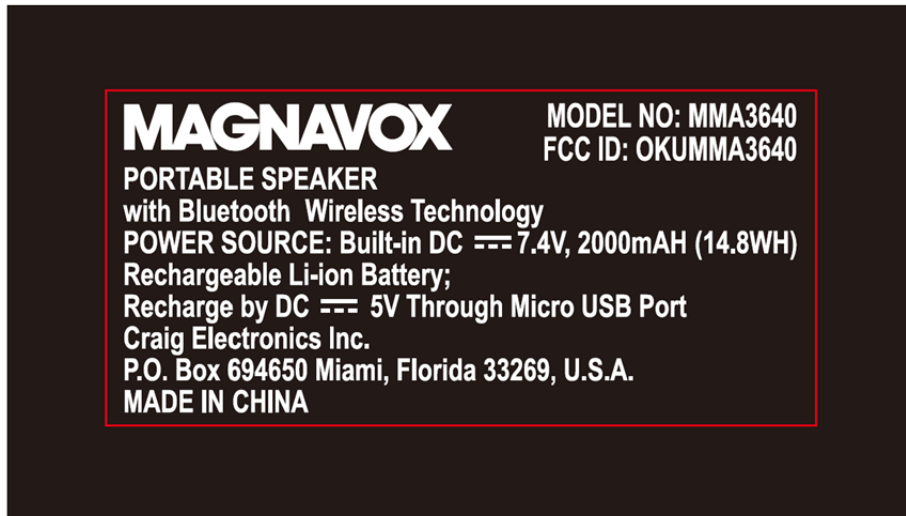 MAGNAVOX
MODEL NO: MMA3640
FCC ID: OKUMMA3640
PORTABLE SPEAKER
with Bluetooth Wireless Technology
POWER SOURCE: Built-in DC ⎓ 7.4V, 2000mAH (14.8WH)
Rechargeable Li-ion Battery;
Recharge by DC ⎓ 5V Through Micro USB Port
Craig Electronics Inc.
P.O. Box 694650 Miami, Florida 33269, U.S.A.
MADE IN CHINA